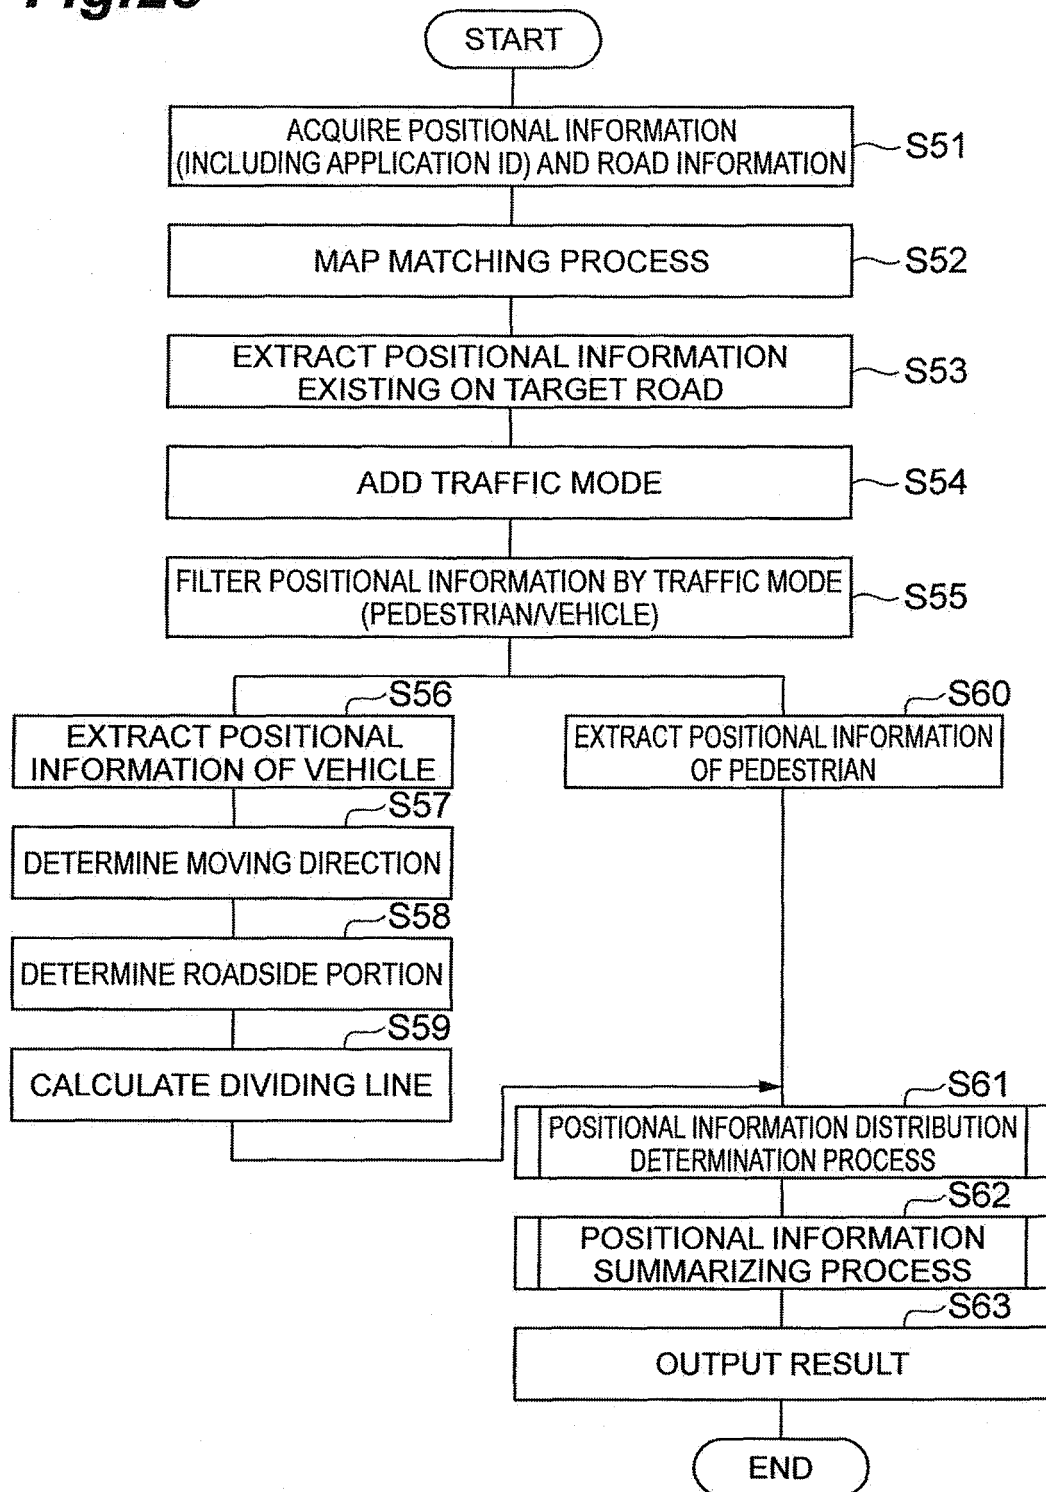 START
ACQUIRE POSITIONAL INFORMATION
(INCLUDING APPLICATION ID) AND ROAD INFORMATION
S51
MAP MATCHING PROCESS
S52
EXTRACT POSITIONAL INFORMATION
EXISTING ON TARGET ROAD
S53
ADD TRAFFIC MODE
S54
FILTER POSITIONAL INFORMATION BY TRAFFIC MODE
(PEDESTRIAN/VEHICLE)
S55
S56
EXTRACT POSITIONAL
INFORMATION OF VEHICLE
S60
EXTRACT POSITIONAL INFORMATION
OF PEDESTRIAN
S57
DETERMINE MOVING DIRECTION
S58
DETERMINE ROADSIDE PORTION
S59
CALCULATE DIVIDING LINE
S61
POSITIONAL INFORMATION DISTRIBUTION
DETERMINATION PROCESS
S62
POSITIONAL INFORMATION
SUMMARIZING PROCESS
S63
OUTPUT RESULT
END